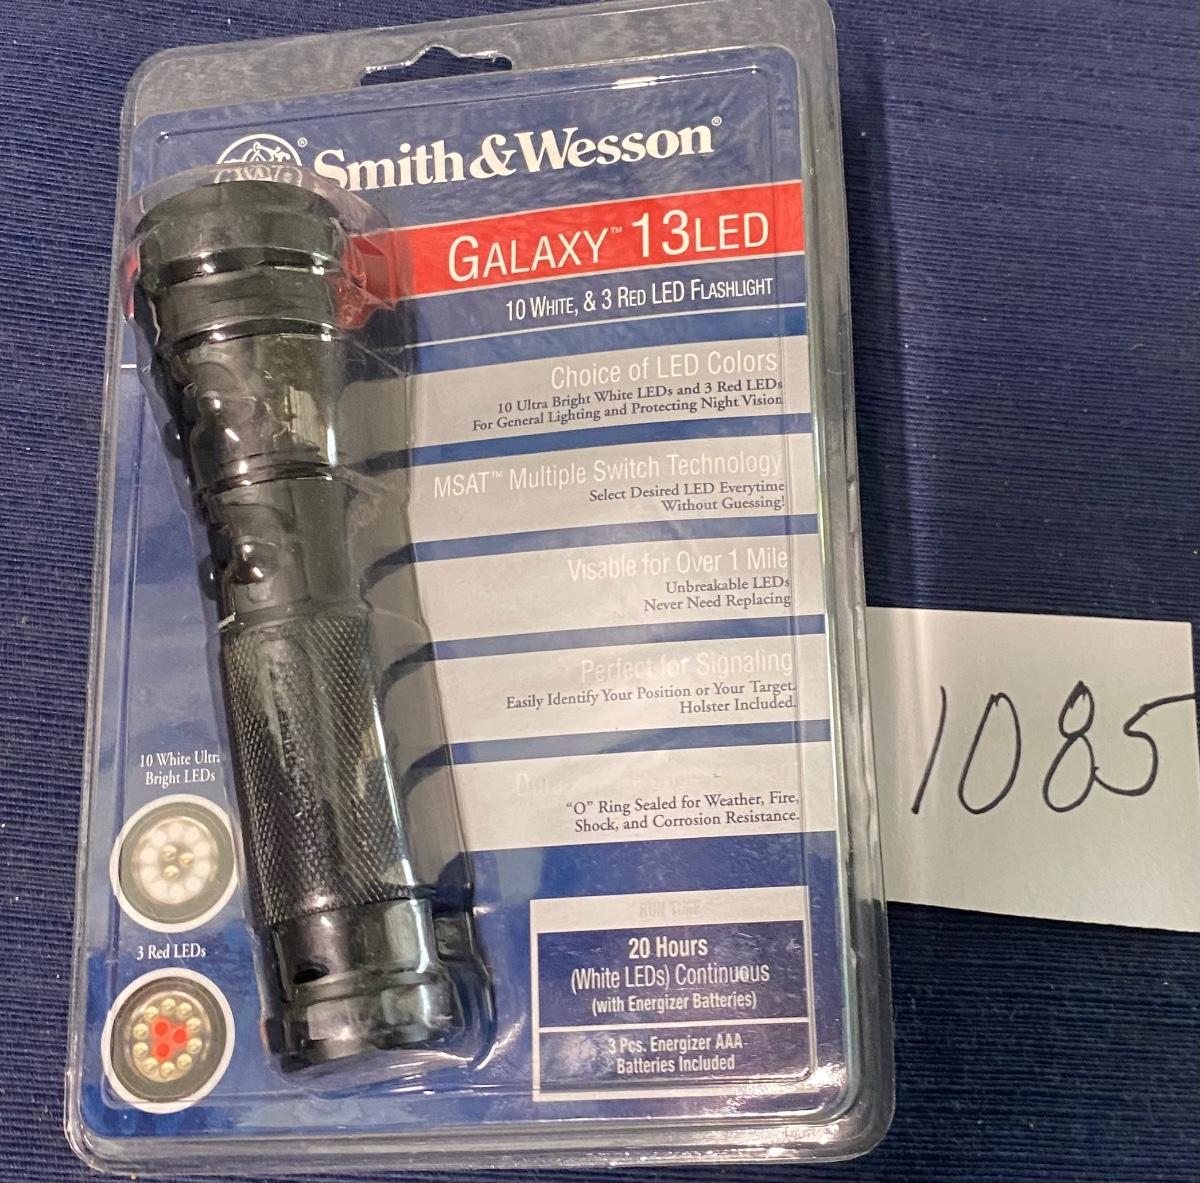 Smith&Wesson®
GALAXY™ 13LED
10 WHITE, & 3 RED LED FLASHLIGHT
Choice of LED Colors
10 Ultra Bright White LEDs and 3 Red LEDs
For General Lighting and Protecting Night Vision
MSAT™ Multiple Switch Technology
Select Desired LED Everytime
Without Guessing!
Visable for Over 1 Mile
Unbreakable LEDs
Never Need Replacing
Perfect for Signaling
Easily Identify Your Position or Your Target.
Holster Included.
“O” Ring Sealed for Weather, Fire,
Shock, and Corrosion Resistance.
10 White Ultra
Bright LEDs
3 Red LEDs
RUN TIME
20 Hours
(White LEDs) Continuous
(with Energizer Batteries)
3 Pcs. Energizer AAA
Batteries Included
1085